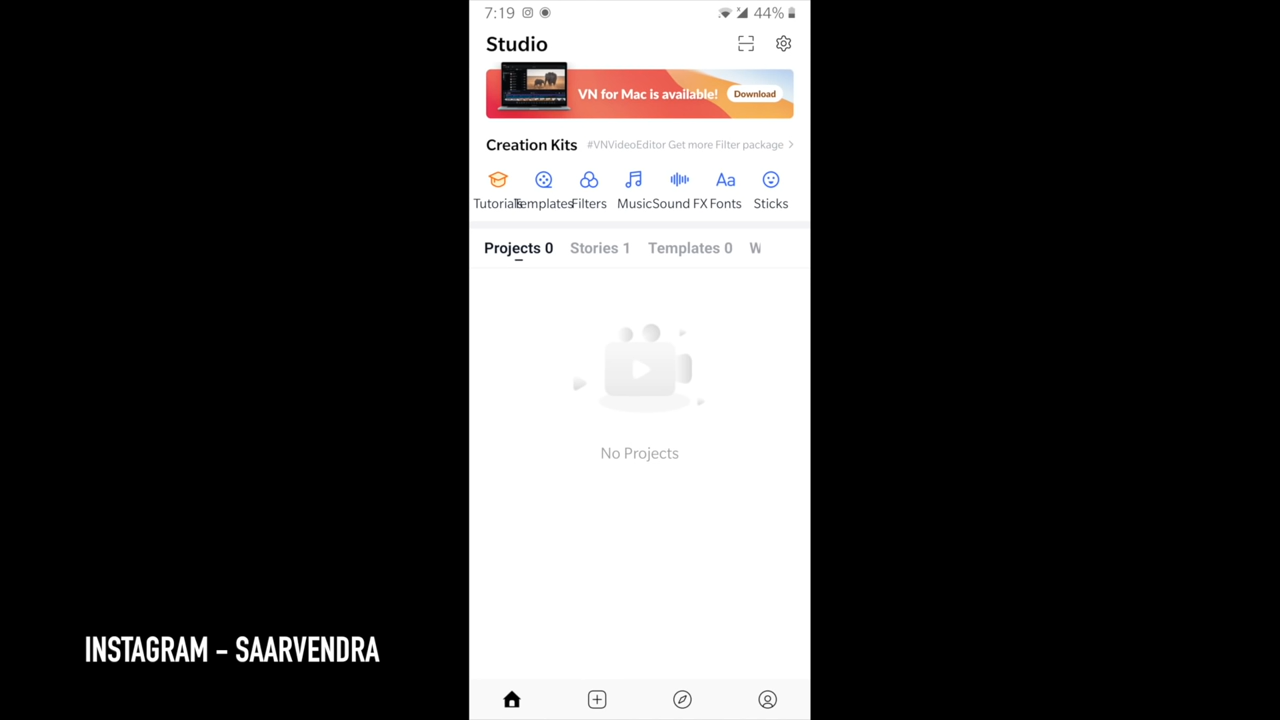 7:19 44%
Studio
VN for Mac is available! Download
Creation Kits #VNVideoEditor Get more Filter package
Tutorials Templates Filters Music Sound FX Fonts Sticks
Projects 0 Stories 1 Templates 0 W
No Projects
INSTAGRAM - SAARVENDRA